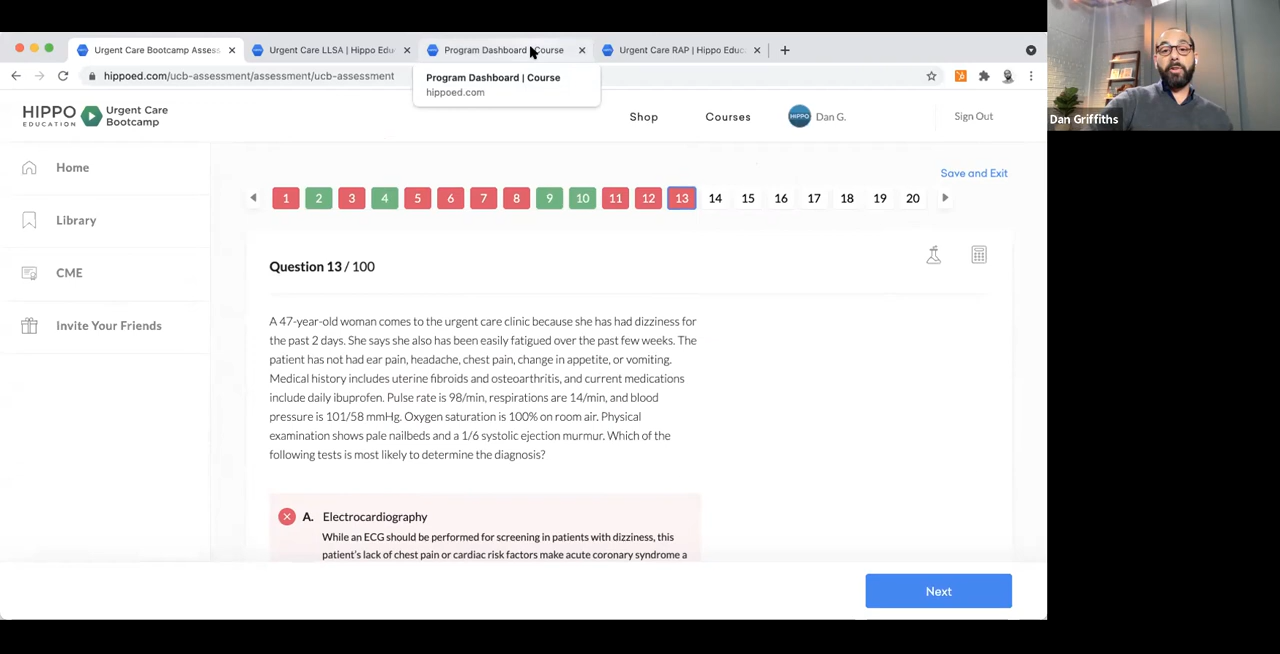 Urgent Care Bootcamp Assess
Urgent Care LLSA | Hippo Edu
Program Dashboard | Course
Urgent Care RAP | Hippo Educ
hippoed.com/ucb-assessment/assessment/ucb-assessment
Program Dashboard | Course
hippoed.com
HIPPO
EDUCATION
Urgent Care
Bootcamp
Shop
Courses
HIPPO
Dan G.
Sign Out
Dan Griffiths
Home
Library
CME
Invite Your Friends
Save and Exit
1 2 3 4 5 6 7 8 9 10 11 12 13 14 15 16 17 18 19 20
Question 13 / 100
A 47-year-old woman comes to the urgent care clinic because she has had dizziness for
the past 2 days. She says she also has been easily fatigued over the past few weeks. The
patient has not had ear pain, headache, chest pain, change in appetite, or vomiting.
Medical history includes uterine fibroids and osteoarthritis, and current medications
include daily ibuprofen. Pulse rate is 98/min, respirations are 14/min, and blood
pressure is 101/58 mmHg. Oxygen saturation is 100% on room air. Physical
examination shows pale nailbeds and a 1/6 systolic ejection murmur. Which of the
following tests is most likely to determine the diagnosis?
A. Electrocardiography
While an ECG should be performed for screening in patients with dizziness, this
patient's lack of chest pain or cardiac risk factors make acute coronary syndrome a
Next